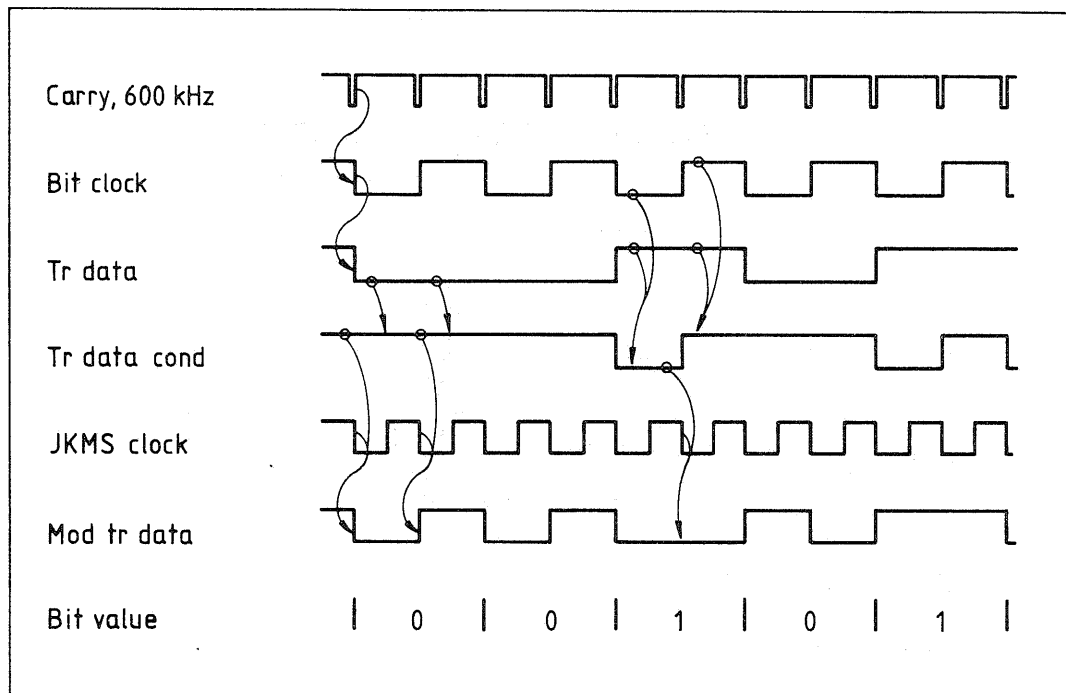 Carry, 600 kHz
Bit clock
Tr data
Tr data cond
JKMS clock
Mod tr data
Bit value | 0 | 0 | 1 | 0 | 1 |